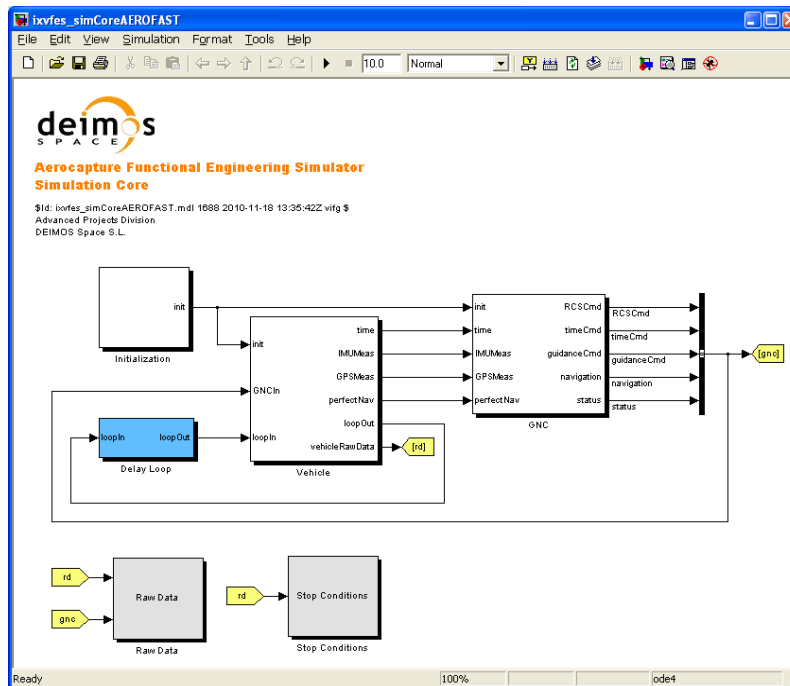 ixvfes_simCoreAEROFAST
File Edit View Simulation Format Tools Help
10.0 Normal
deimos
SPACE
Aerocapture Functional Engineering Simulator
Simulation Core
$Id: ixvfes_simCoreAEROFAST.mdl 1688 2010-11-18 13:35:42Z vifg $
Advanced Projects Division
DEIMOS Space S.L.
init
Initialization
init
GNCIn
loopIn
time
IMUMeas
GPSMeas
perfectNav
loopOut
vehicleRawData
Vehicle
loopIn loopOut
Delay Loop
[rd]
init
time
IMUMeas
GPSMeas
perfectNav
RCSCmd
timeCmd
guidanceCmd
navigation
status
GNC
RCSCmd
timeCmd
guidanceCmd
navigation
status
[gnc]
rd
gnc
Raw Data
Raw Data
rd
Stop Conditions
Stop Conditions
Ready 100% ode4